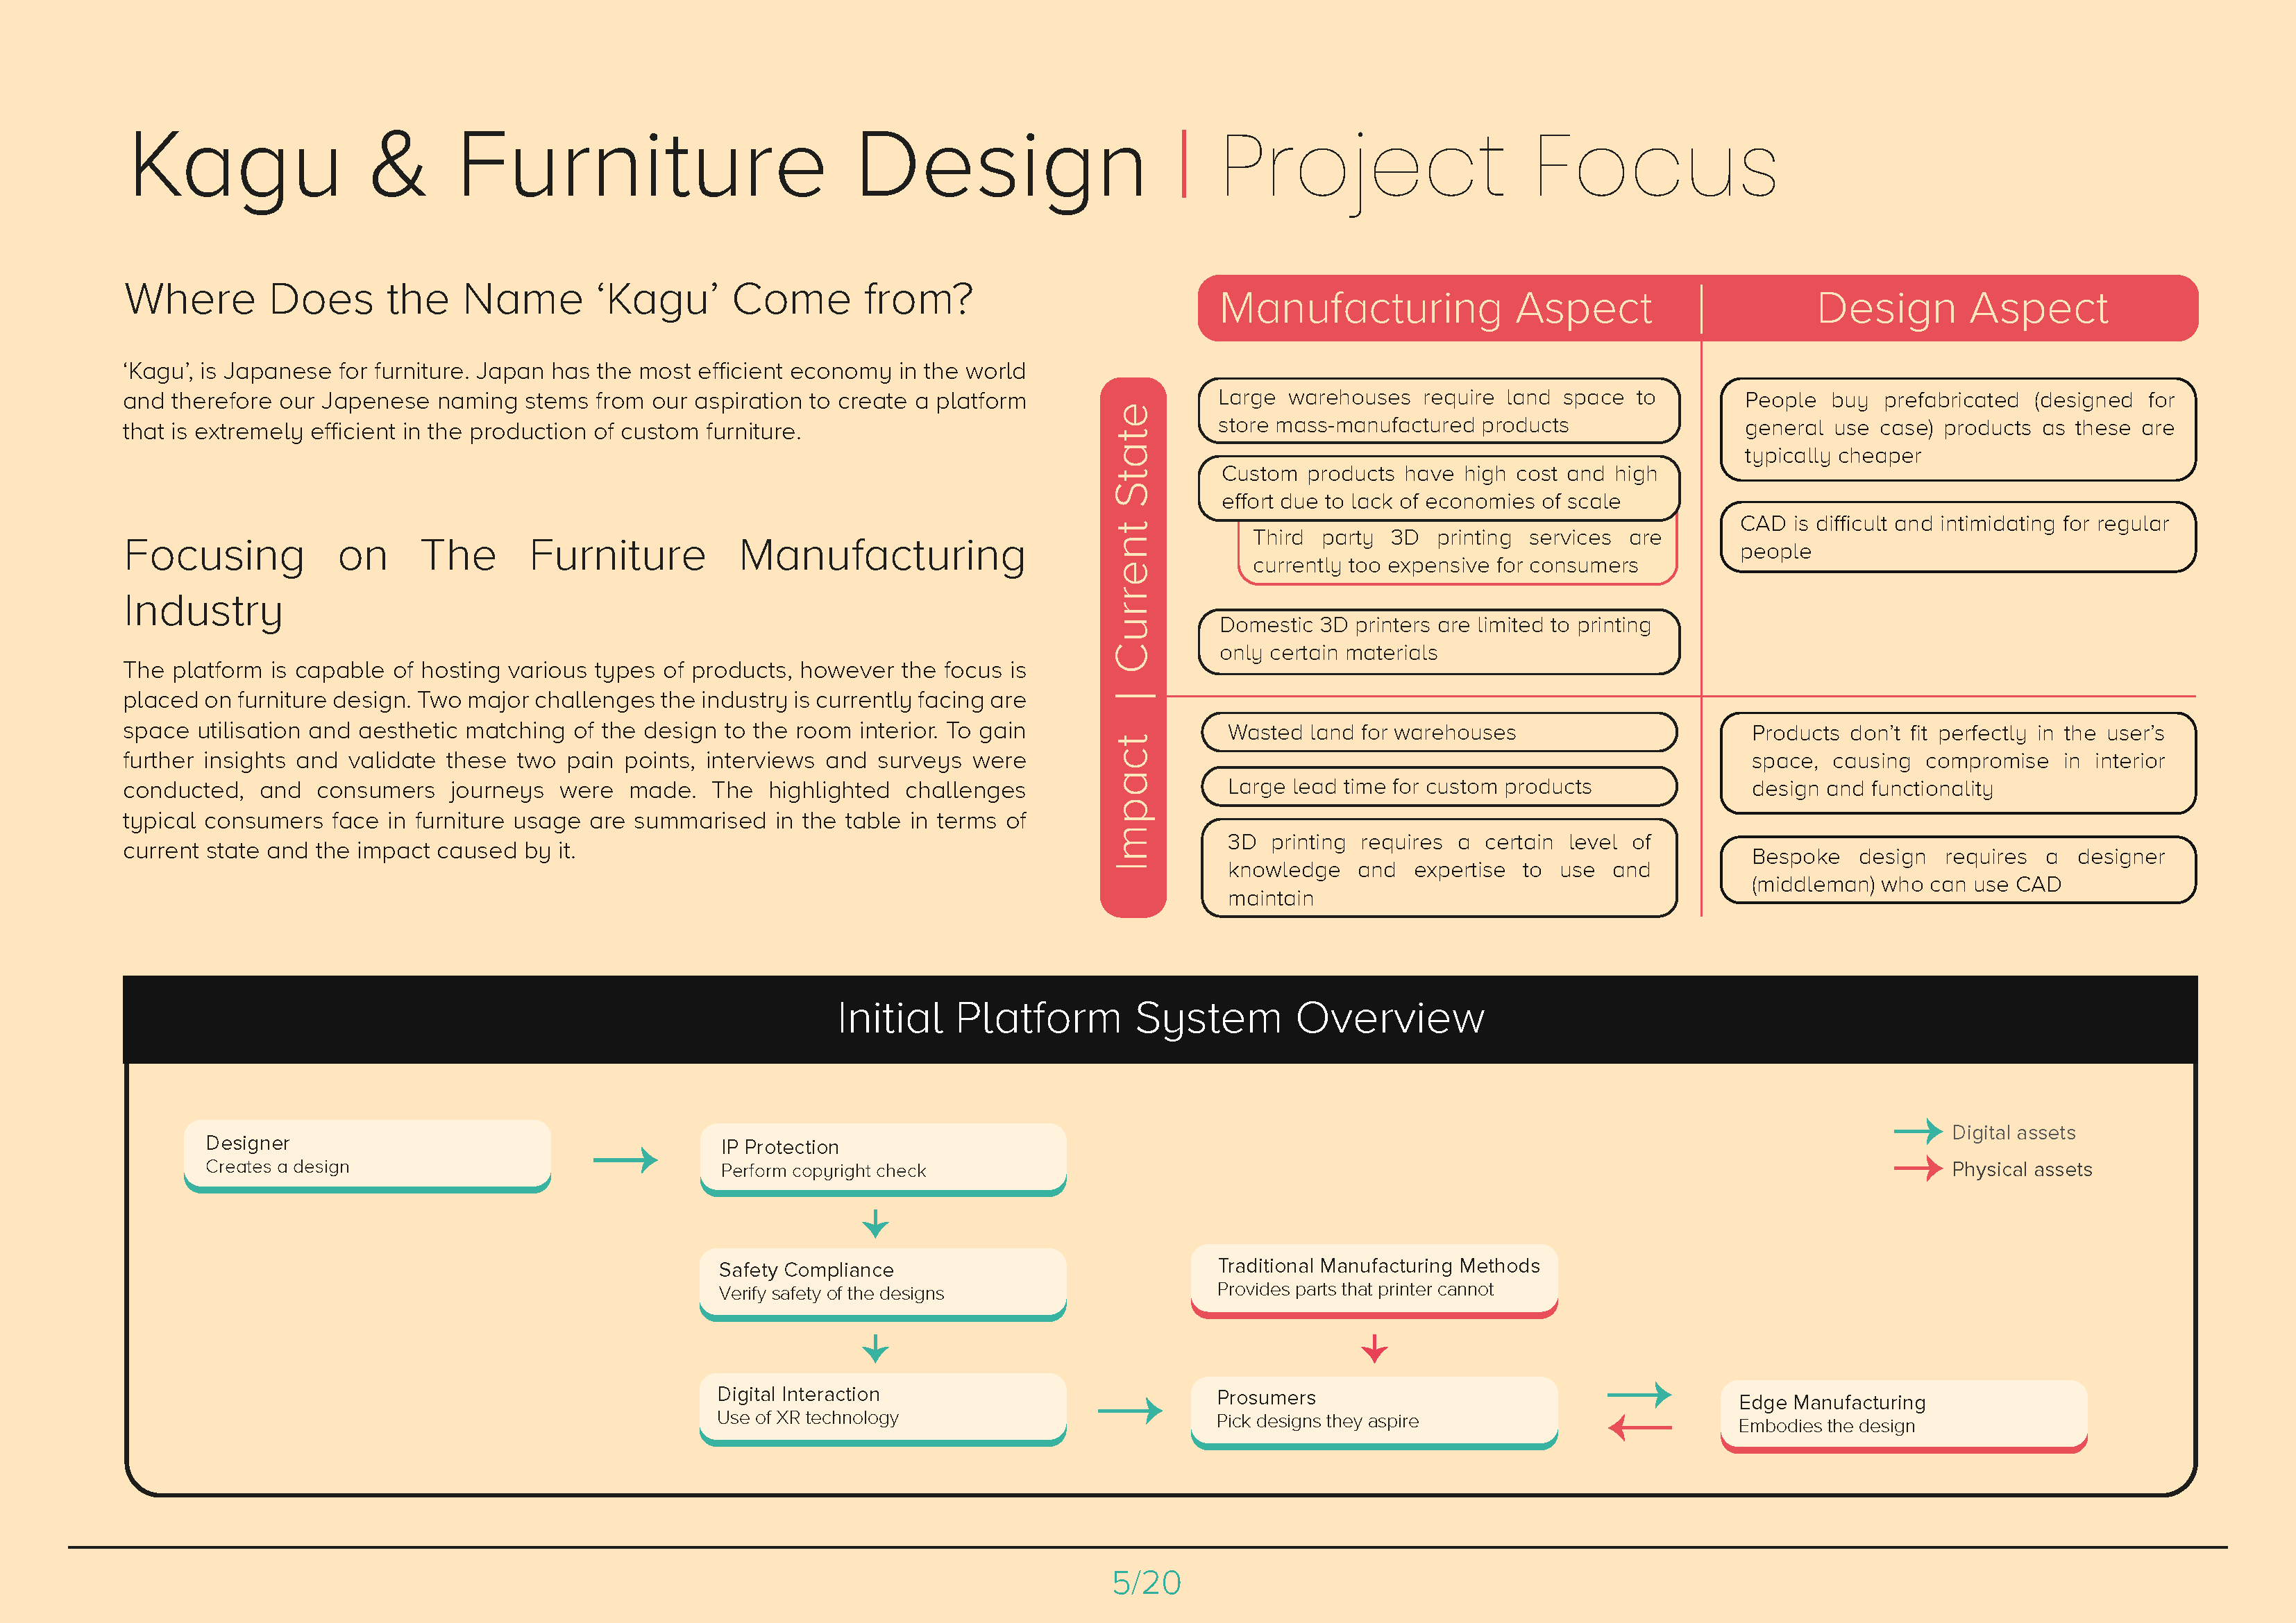 Kagu & Furniture Design | Project Focus
Where Does the Name ‘Kagu’ Come from?
‘Kagu’, is Japanese for furniture. Japan has the most efficient economy in the world
and therefore our Japenese naming stems from our aspiration to create a platform
that is extremely efficient in the production of custom furniture.
Focusing on The Furniture Manufacturing
Industry
The platform is capable of hosting various types of products, however the focus is
placed on furniture design. Two major challenges the industry is currently facing are
space utilisation and aesthetic matching of the design to the room interior. To gain
further insights and validate these two pain points, interviews and surveys were
conducted, and consumers journeys were made. The highlighted challenges
typical consumers face in furniture usage are summarised in the table in terms of
current state and the impact caused by it.
Manufacturing Aspect | Design Aspect
Impact | Current State
Large warehouses require land space to
store mass-manufactured products
Custom products have high cost and high
effort due to lack of economies of scale
Third party 3D printing services are
currently too expensive for consumers
Domestic 3D printers are limited to printing
only certain materials
People buy prefabricated (designed for
general use case) products as these are
typically cheaper
CAD is difficult and intimidating for regular
people
Wasted land for warehouses
Large lead time for custom products
3D printing requires a certain level of
knowledge and expertise to use and
maintain
Products don’t fit perfectly in the user’s
space, causing compromise in interior
design and functionality
Bespoke design requires a designer
(middleman) who can use CAD
Initial Platform System Overview
Designer
Creates a design
IP Protection
Perform copyright check
Digital assets
Physical assets
Safety Compliance
Verify safety of the designs
Traditional Manufacturing Methods
Provides parts that printer cannot
Digital Interaction
Use of XR technology
Prosumers
Pick designs they aspire
Edge Manufacturing
Embodies the design
5/20